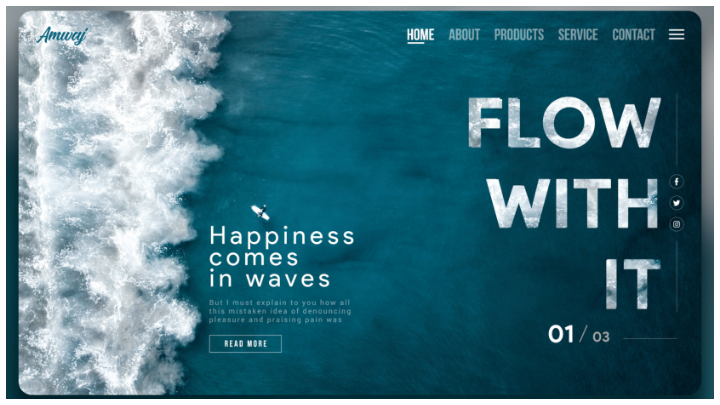 Amwaj
HOME ABOUT PRODUCTS SERVICE CONTACT
FLOW
WITH
IT
Happiness
comes
in waves
But I must explain to you how all
this mistaken idea of denouncing
pleasure and praising pain was
READ MORE
01 / 03